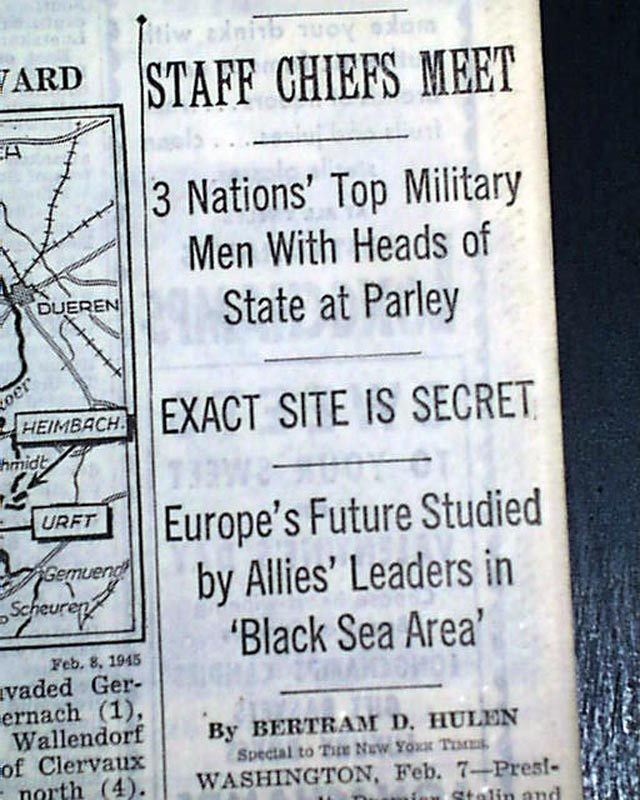 WARD
DUEREN
HEIMBACH
hmidt
URFT
Gemuend
Scheuren
Feb. 8, 1945
vaded Ger-
ernach (1),
Wallendorf
of Clervaux
north (4).
STAFF CHIEFS MEET
3 Nations' Top Military
Men With Heads of
State at Parley
EXACT SITE IS SECRET
Europe's Future Studied
by Allies' Leaders in
'Black Sea Area'
By BERTRAM D. HULEN
Special to THE NEW YORK TIMES.
WASHINGTON, Feb. 7—Presi-
Stalin and